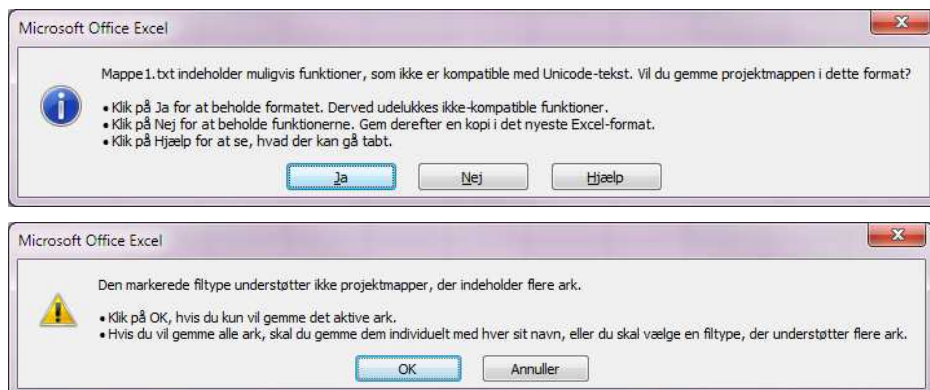 Microsoft Office Excel
Mappe1.txt indeholder muligvis funktioner, som ikke er kompatible med Unicode-tekst. Vil du gemme projektmappen i dette format?
• Klik på Ja for at beholde formatet. Derved udelukkes ikke-kompatible funktioner.
• Klik på Nej for at beholde funktionerne. Gem derefter en kopi i det nyeste Excel-format.
• Klik på Hjælp for at se, hvad der kan gå tabt.
Ja Nej Hjælp
Microsoft Office Excel
Den markerede filtype understøtter ikke projektmapper, der indeholder flere ark.
• Klik på OK, hvis du kun vil gemme det aktive ark.
• Hvis du vil gemme alle ark, skal du gemme dem individuelt med hver sit navn, eller du skal vælge en filtype, der understøtter flere ark.
OK Annuller